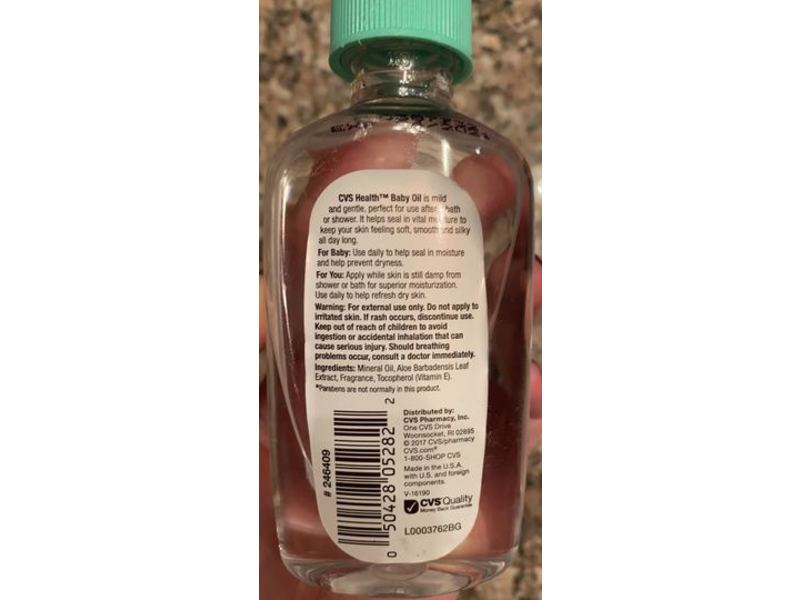 CVS Health™ Baby Oil is mild
and gentle, perfect for use after bath
or shower. It helps seal in vital moisture to
keep your skin feeling soft, smooth and silky
all day long.
For Baby: Use daily to help seal in moisture
and help prevent dryness.
For You: Apply while skin is still damp from
shower or bath for superior moisturization.
Use daily to help refresh dry skin.
Warning: For external use only. Do not apply to
irritated skin. If rash occurs, discontinue use.
Keep out of reach of children to avoid
ingestion or accidental inhalation that can
cause serious injury. Should breathing
problems occur, consult a doctor immediately.
Ingredients: Mineral Oil, Aloe Barbadensis Leaf
Extract, Fragrance, Tocopherol (Vitamin E).
*Parabens are not normally in this product.
# 246409
0 50428 05282 2
Distributed by:
CVS Pharmacy, Inc.
One CVS Drive
Woonsocket, RI 02895
© 2017 CVS/pharmacy
CVS.com®
1-800-SHOP CVS
Made in the U.S.A.
with U.S. and foreign
components.
V-16190
CVS Quality
Money Back Guarantee
L0003762BG